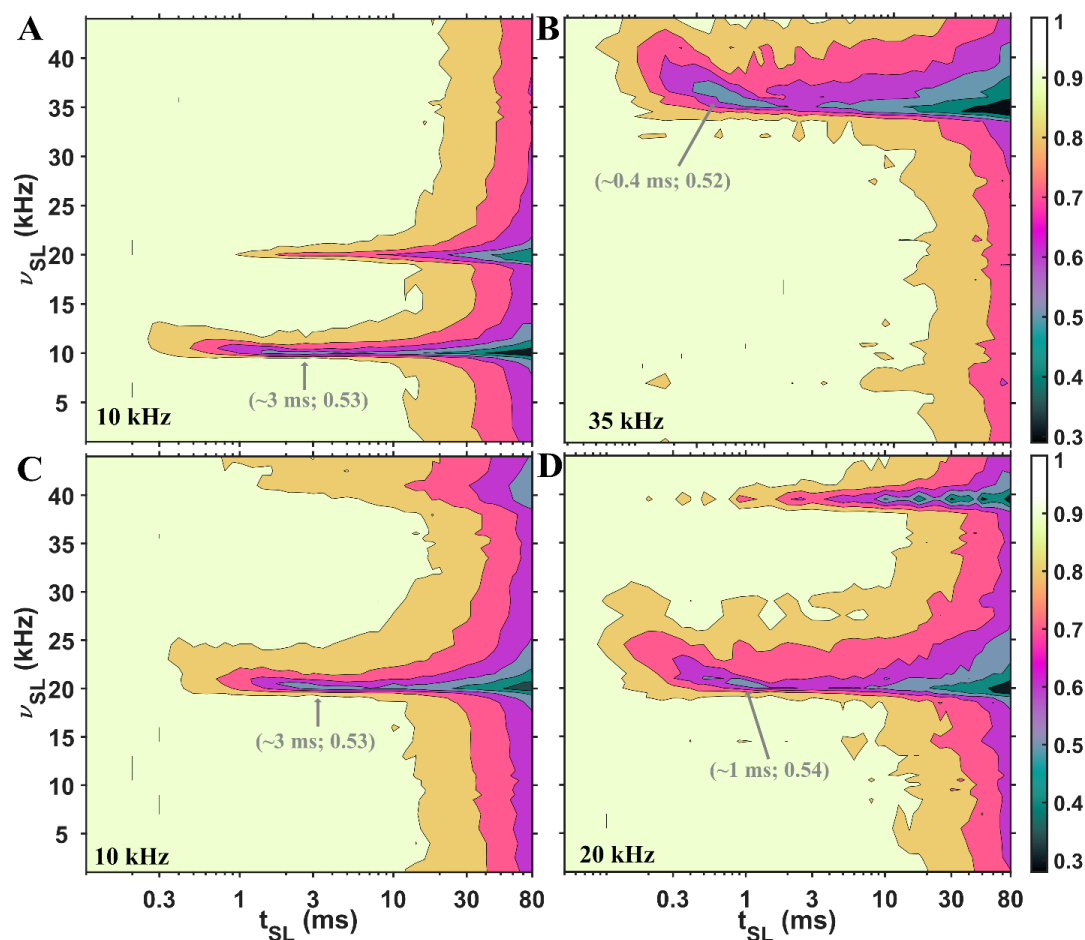 A
B
40
35
30
25
20
15
10
5
ν_SL (kHz)
(~3 ms; 0.53)
10 kHz
(~0.4 ms; 0.52)
35 kHz
1
0.9
0.8
0.7
0.6
0.5
0.4
0.3
C
D
40
35
30
25
20
15
10
5
ν_SL (kHz)
(~3 ms; 0.53)
10 kHz
(~1 ms; 0.54)
20 kHz
1
0.9
0.8
0.7
0.6
0.5
0.4
0.3
0.3 1 3 10 30 80
t_SL (ms)
0.3 1 3 10 30 80
t_SL (ms)